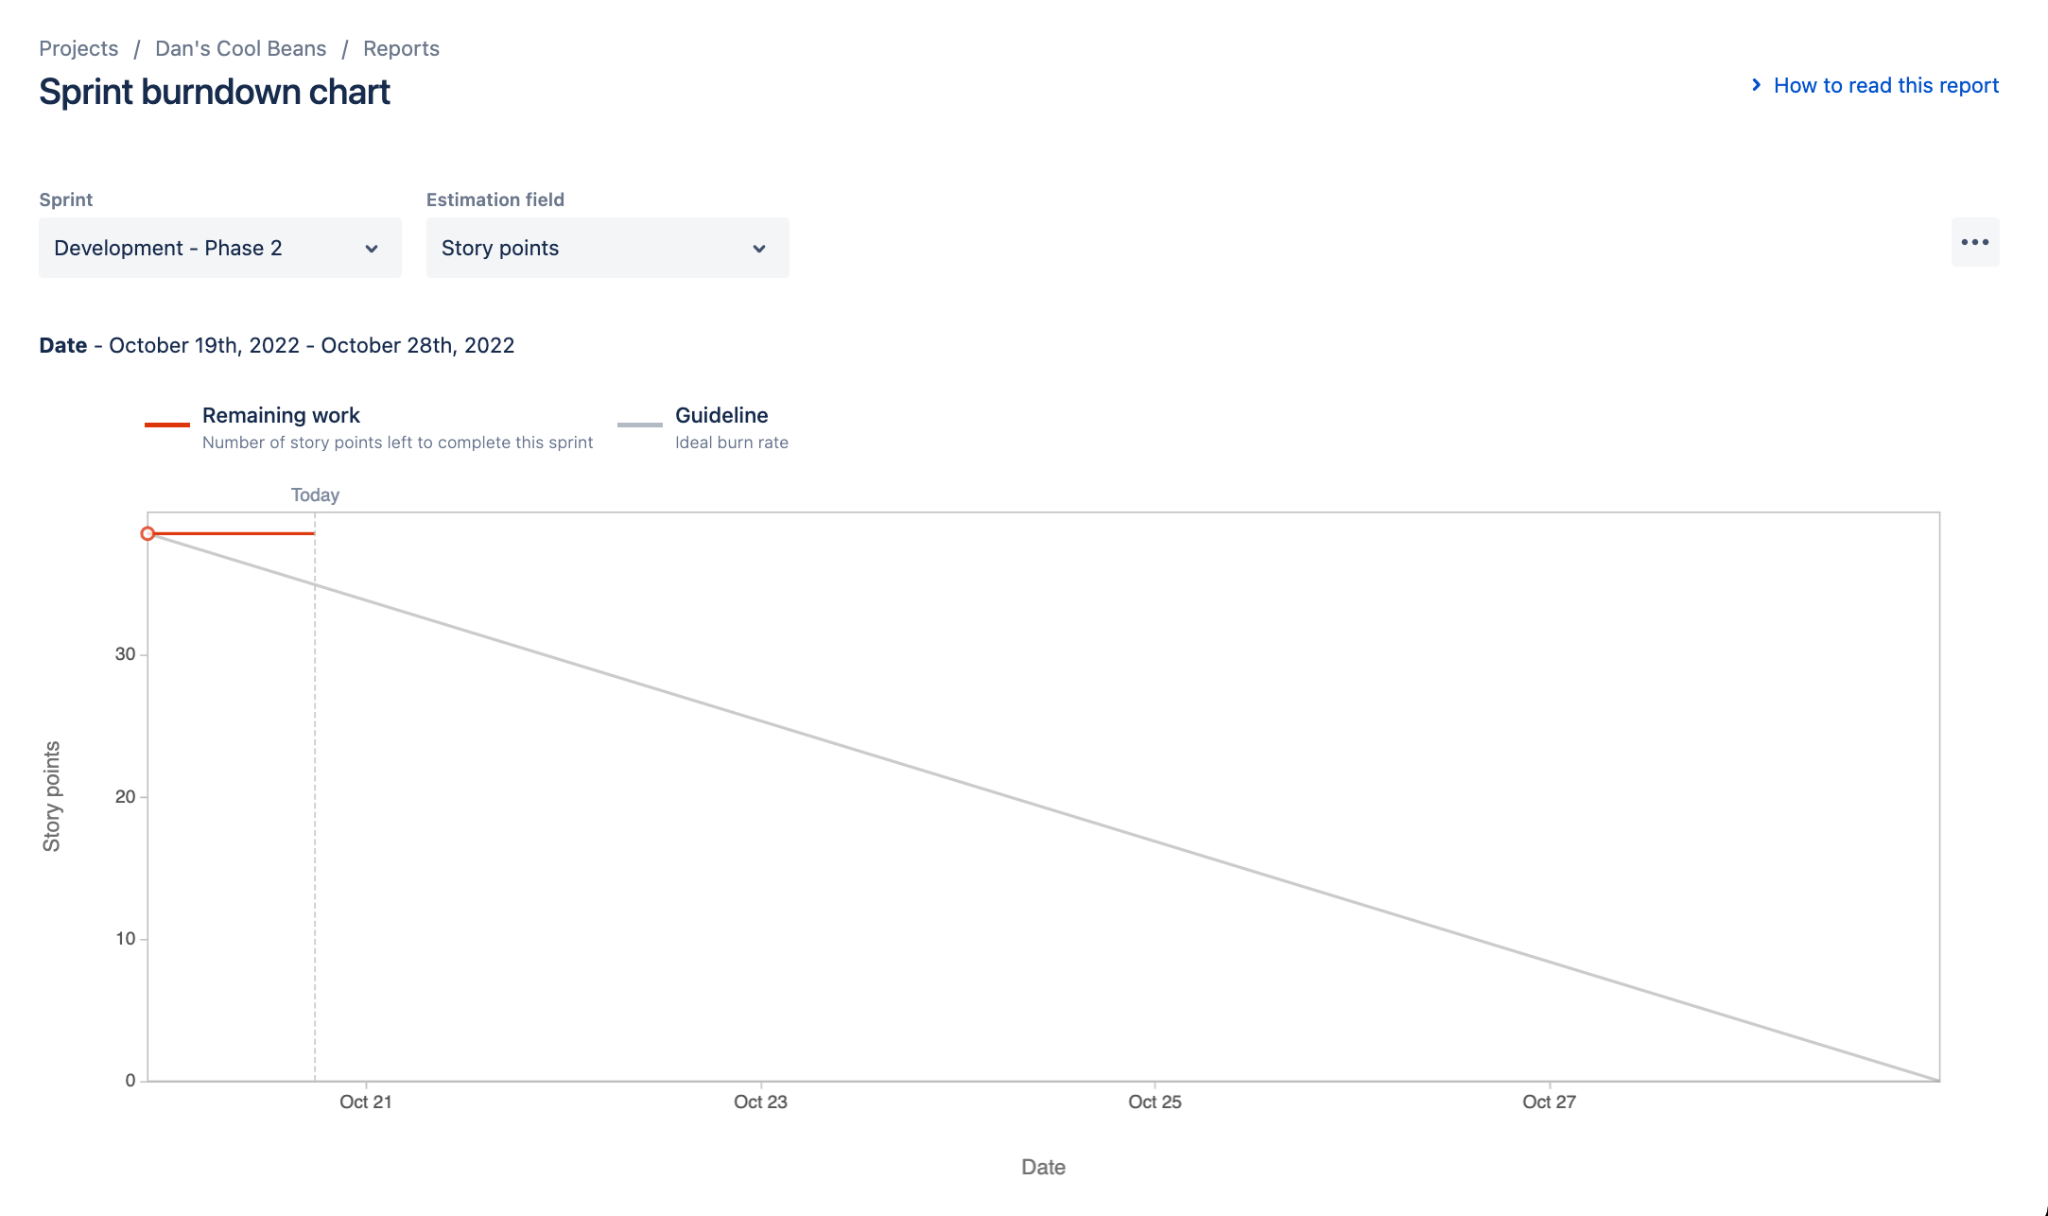 Projects / Dan's Cool Beans / Reports
Sprint burndown chart
How to read this report
Sprint
Estimation field
Development - Phase 2
Story points
Date - October 19th, 2022 - October 28th, 2022
Remaining work
Number of story points left to complete this sprint
Guideline
Ideal burn rate
Today
30
20
10
0
Story points
Oct 21
Oct 23
Oct 25
Oct 27
Date